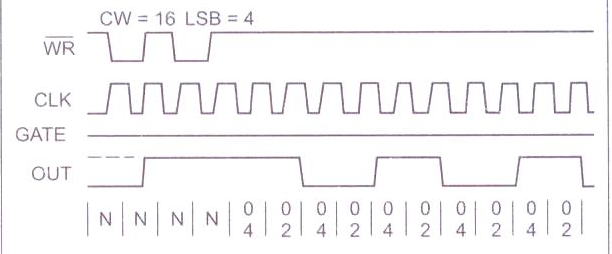 CW = 16 LSB = 4
WR
CLK
GATE
OUT
N N N N 0 0 0 0 0 0 0 0 0 0
4 2 4 2 4 2 4 2 4 2